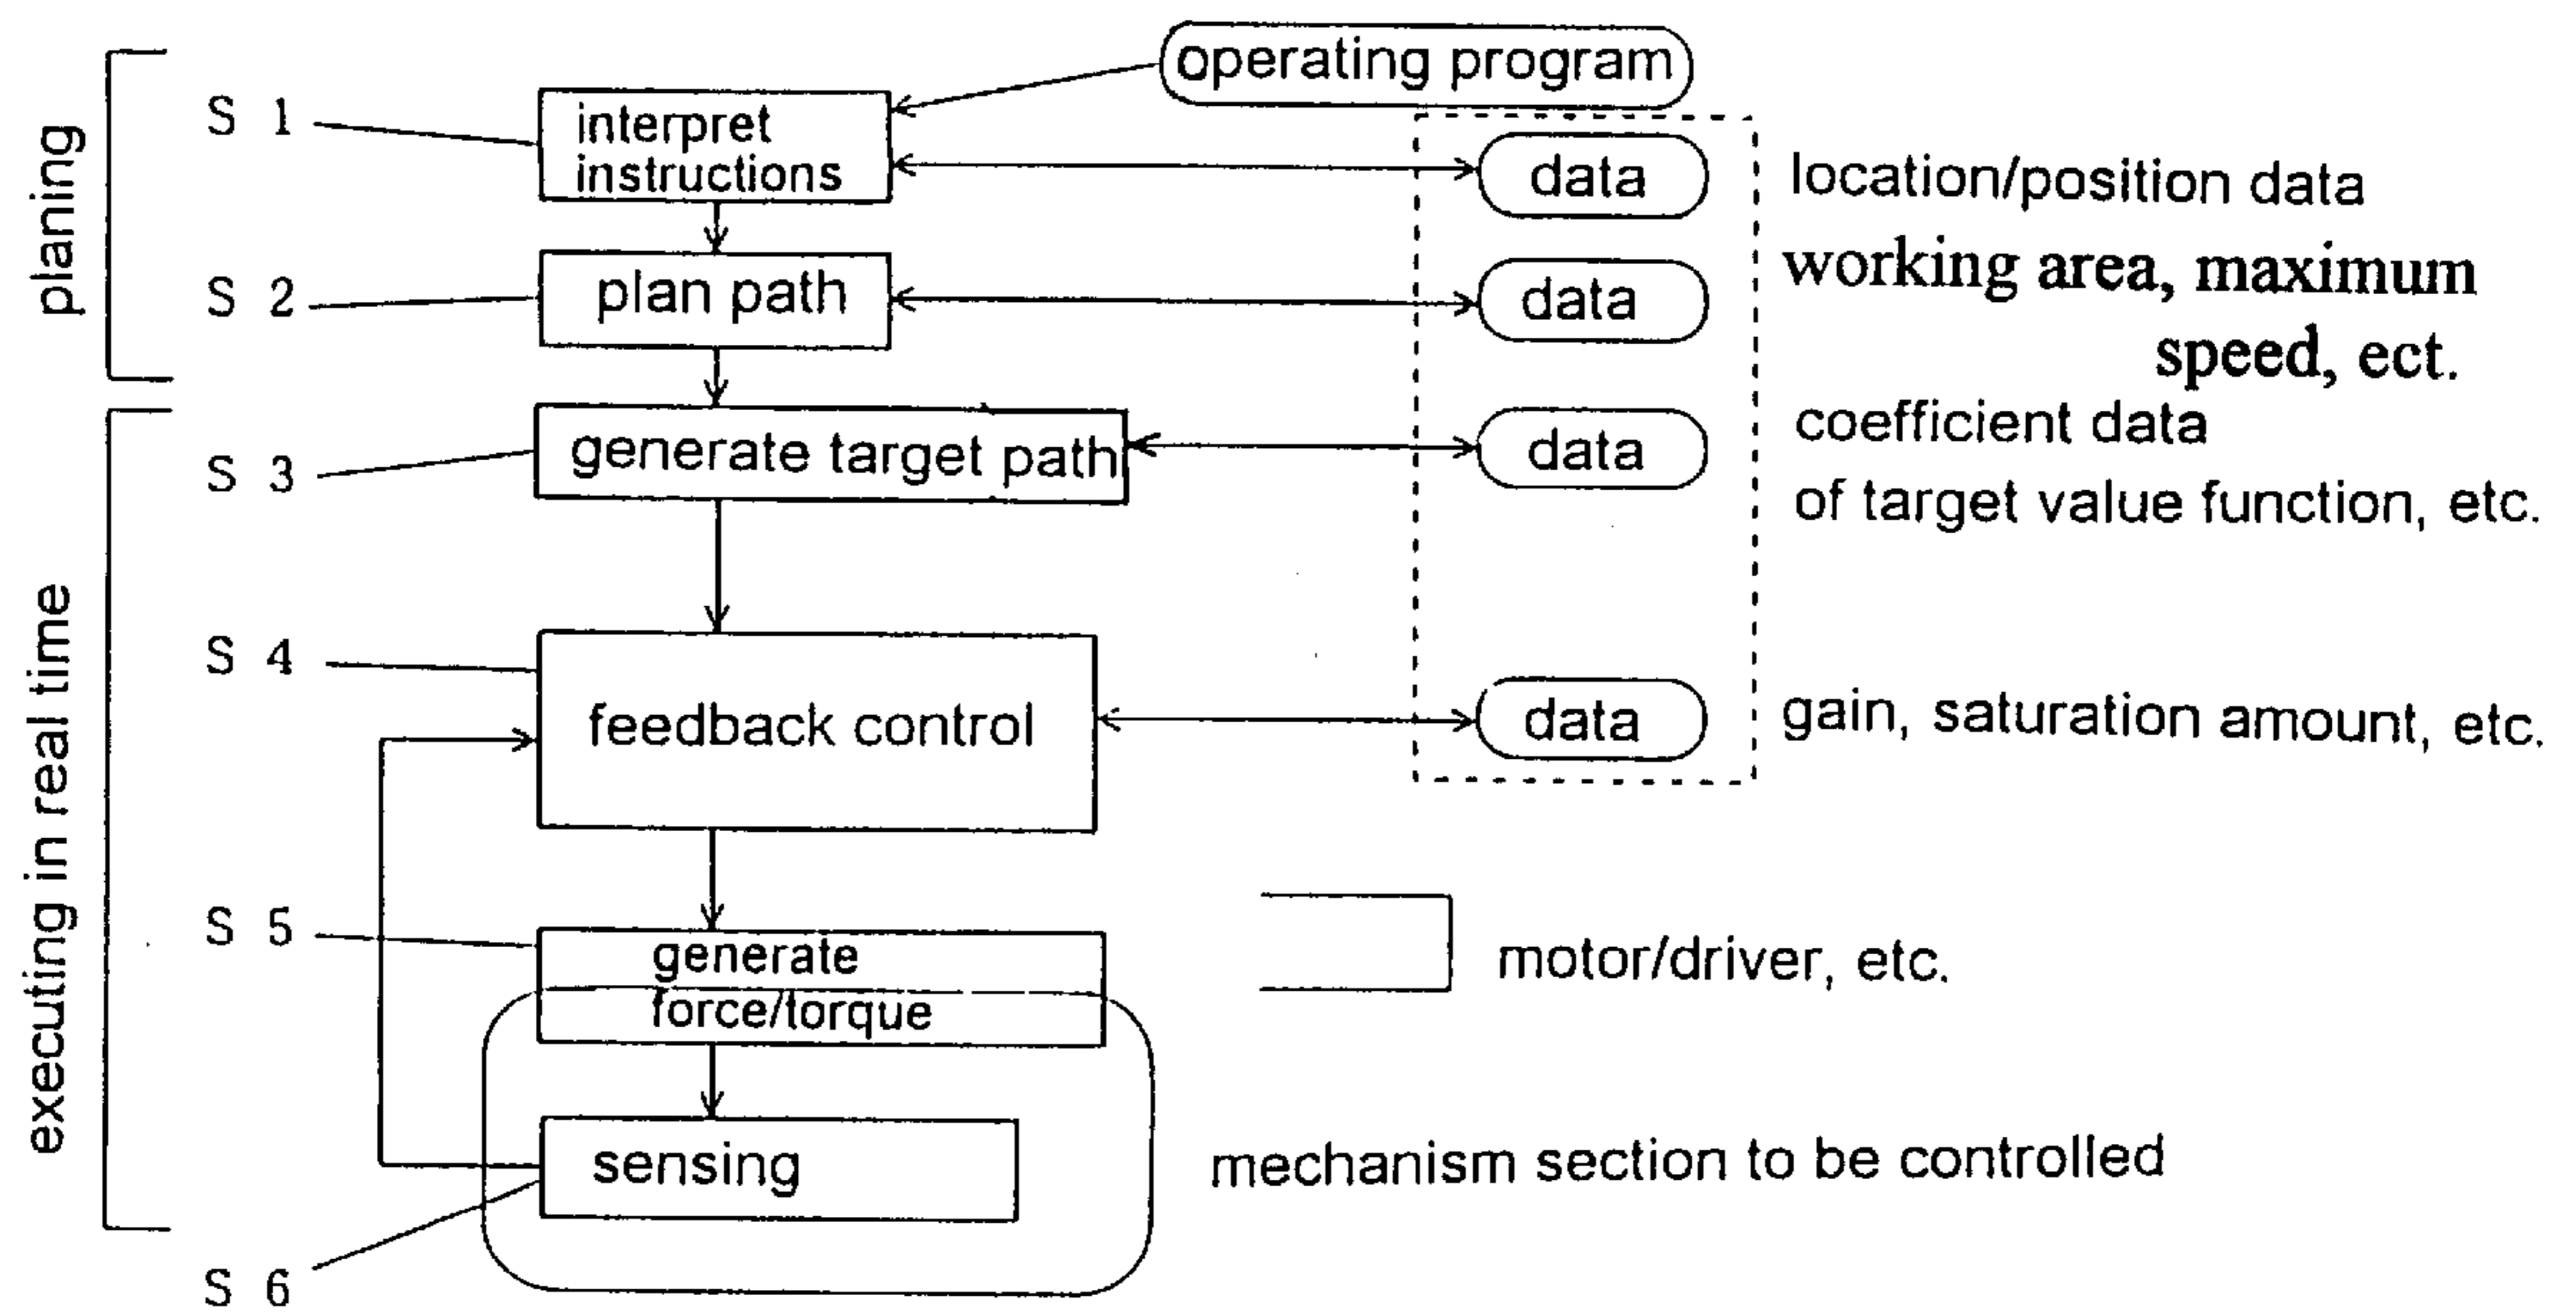 operating program
planing
S 1
interpret
instructions
data
location/position data
S 2
plan path
data
working area, maximum
speed, ect.
executing in real time
S 3
generate target path
data
coefficient data
of target value function, etc.
S 4
feedback control
data
gain, saturation amount, etc.
S 5
generate
force/torque
motor/driver, etc.
sensing
mechanism section to be controlled
S 6